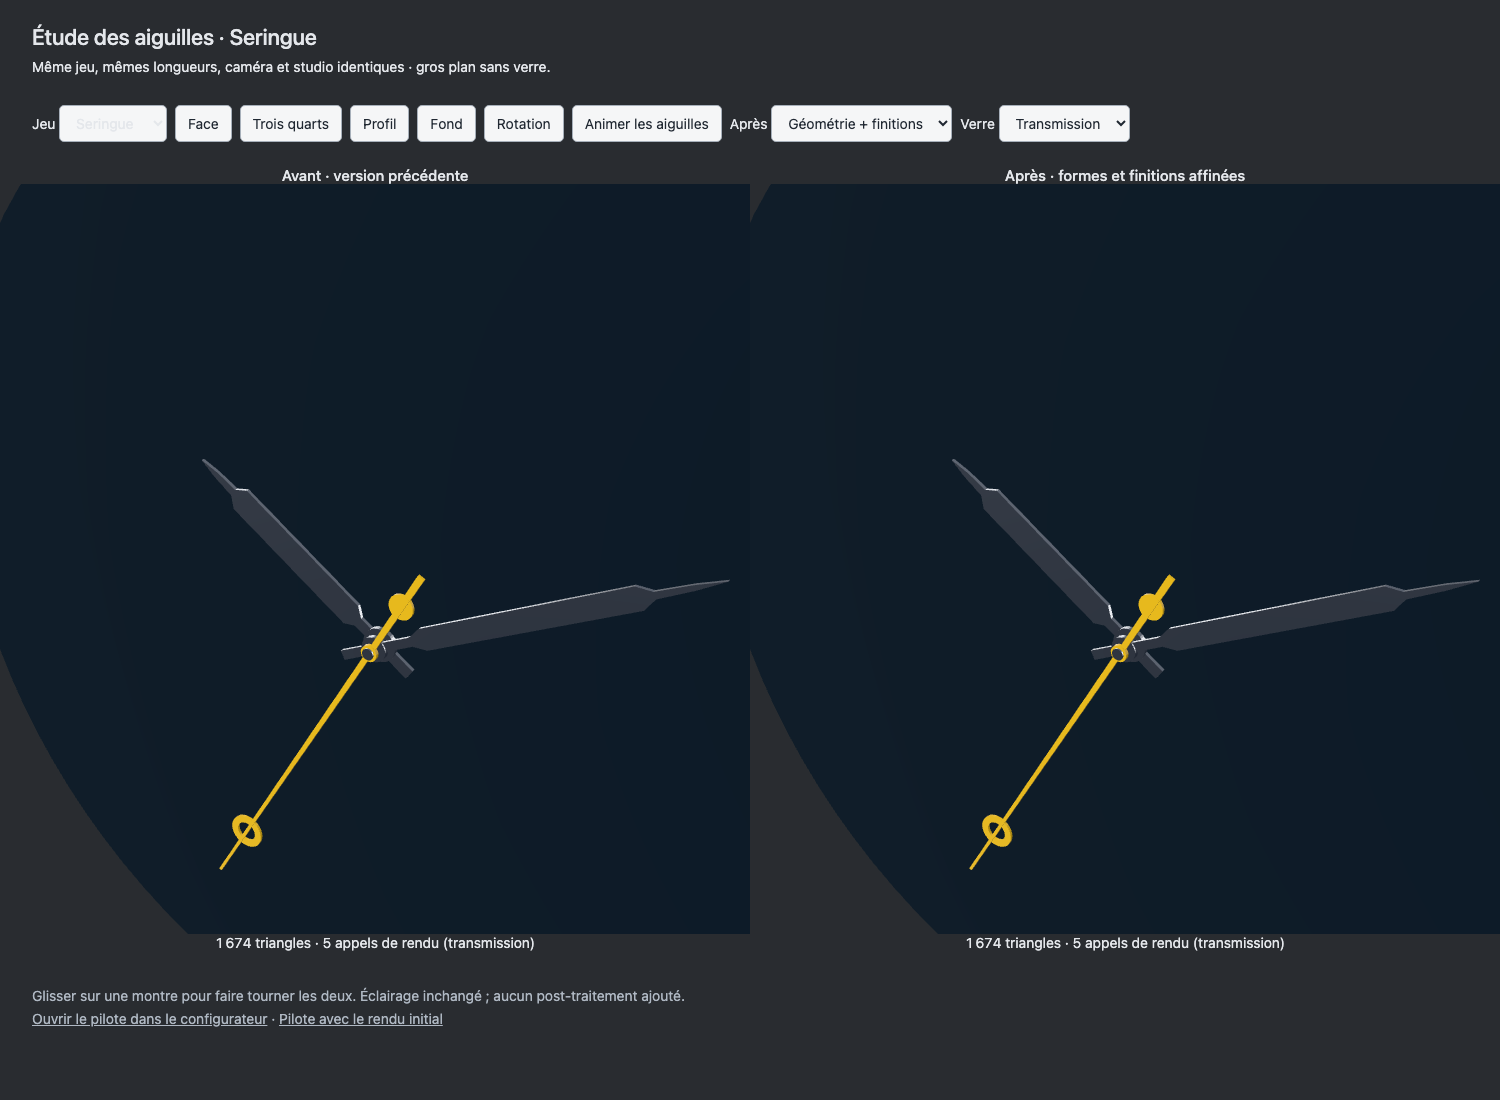 Étude des aiguilles · Seringue
Même jeu, mêmes longueurs, caméra et studio identiques · gros plan sans verre.
Jeu Seringue Face Trois quarts Profil Fond Rotation Animer les aiguilles Après Géométrie + finitions Verre Transmission
Avant · version précédente
Après · formes et finitions affinées
1 674 triangles · 5 appels de rendu (transmission)
1 674 triangles · 5 appels de rendu (transmission)
Glisser sur une montre pour faire tourner les deux. Éclairage inchangé ; aucun post-traitement ajouté.
Ouvrir le pilote dans le configurateur · Pilote avec le rendu initial